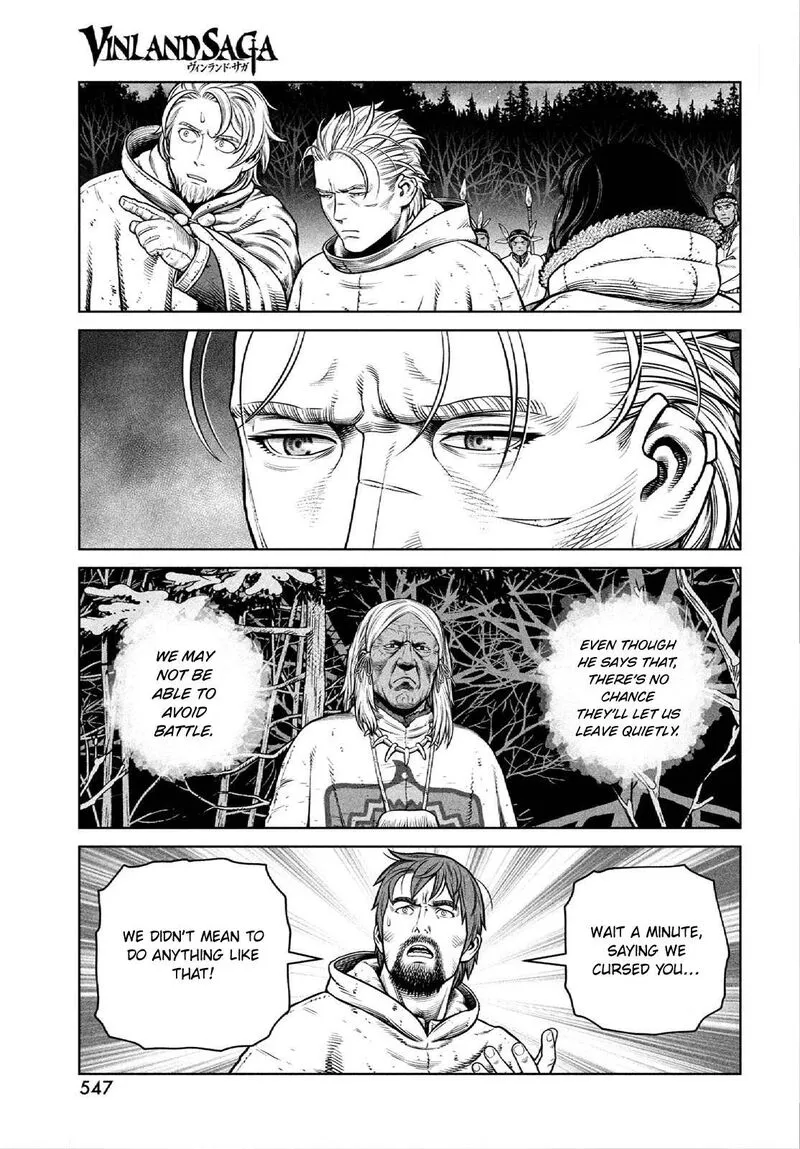 VINLAND SAGA
ヴィンランド・サガ
EVEN THOUGH
HE SAYS THAT,
THERE'S NO
CHANCE
THEY'LL LET US
LEAVE QUIETLY.
WE MAY
NOT BE
ABLE TO
AVOID
BATTLE.
WAIT A MINUTE,
SAYING WE
CURSED YOU...
WE DIDN'T MEAN TO
DO ANYTHING LIKE
THAT!
547